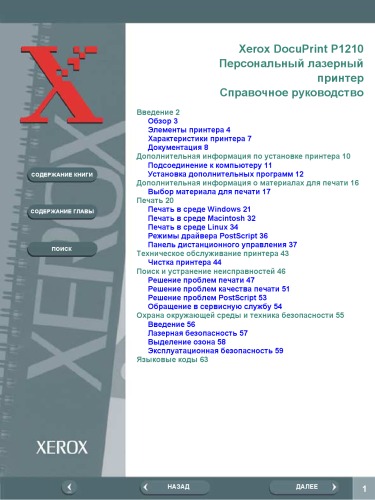 Xerox DocuPrint P1210
Персональный лазерный
принтер
Справочное руководство
Введение 2
Обзор 3
Элементы принтера 4
Характеристики принтера 7
Документация 8
Дополнительная информация по установке принтера 10
Подсоединение к компьютеру 11
Установка дополнительных программ 12
Дополнительная информация о материалах для печати 16
Выбор материала для печати 17
Печать 20
Печать в среде Windows 21
Печать в среде Macintosh 32
Печать в среде Linux 34
Режимы драйвера PostScript 36
Панель дистанционного управления 37
Техническое обслуживание принтера 43
Чистка принтера 44
Поиск и устранение неисправностей 46
Решение проблем печати 47
Решение проблем качества печати 51
Решение проблем PostScript 53
Обращение в сервисную службу 54
Охрана окружающей среды и техника безопасности 55
Введение 56
Лазерная безопасность 57
Выделение озона 58
Эксплуатационная безопасность 59
Языковые коды 63
X
СОДЕРЖАНИЕ КНИГИ
СОДЕРЖАНИЕ ГЛАВЫ
ПОИСК
XEROX
XEROX
НАЗАД
ДАЛЕЕ
1